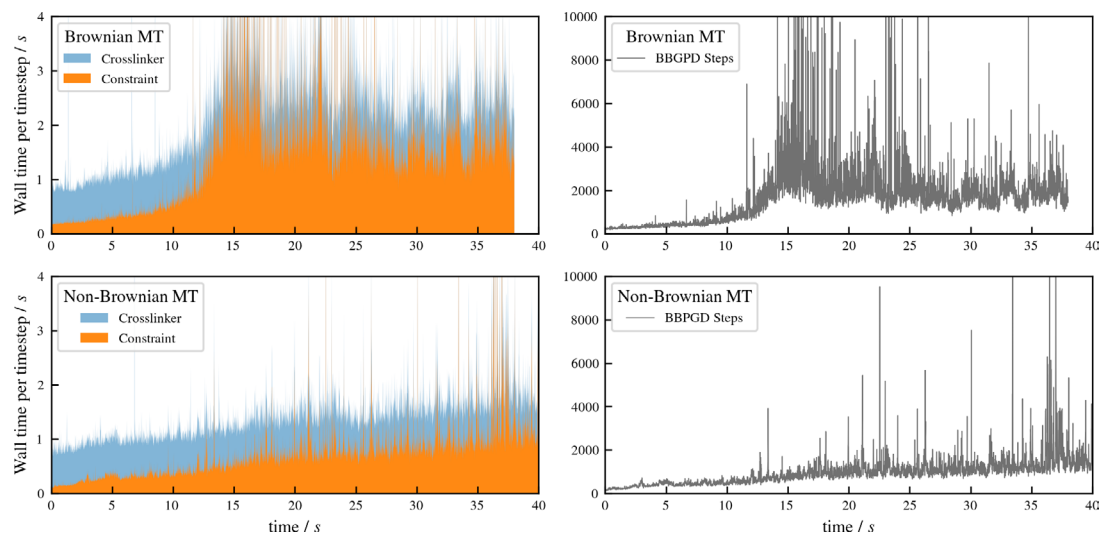 Brownian MT
Crosslinker
Constraint
Wall time per timestep / s
4
3
2
1
0
0 5 10 15 20 25 30 35 40
Brownian MT
BBGPD Steps
10000
8000
6000
4000
2000
0
0 5 10 15 20 25 30 35 40
Non-Brownian MT
Crosslinker
Constraint
Wall time per timestep / s
4
3
2
1
0
0 5 10 15 20 25 30 35 40
time / s
Non-Brownian MT
BBPGD Steps
10000
8000
6000
4000
2000
0
0 5 10 15 20 25 30 35 40
time / s